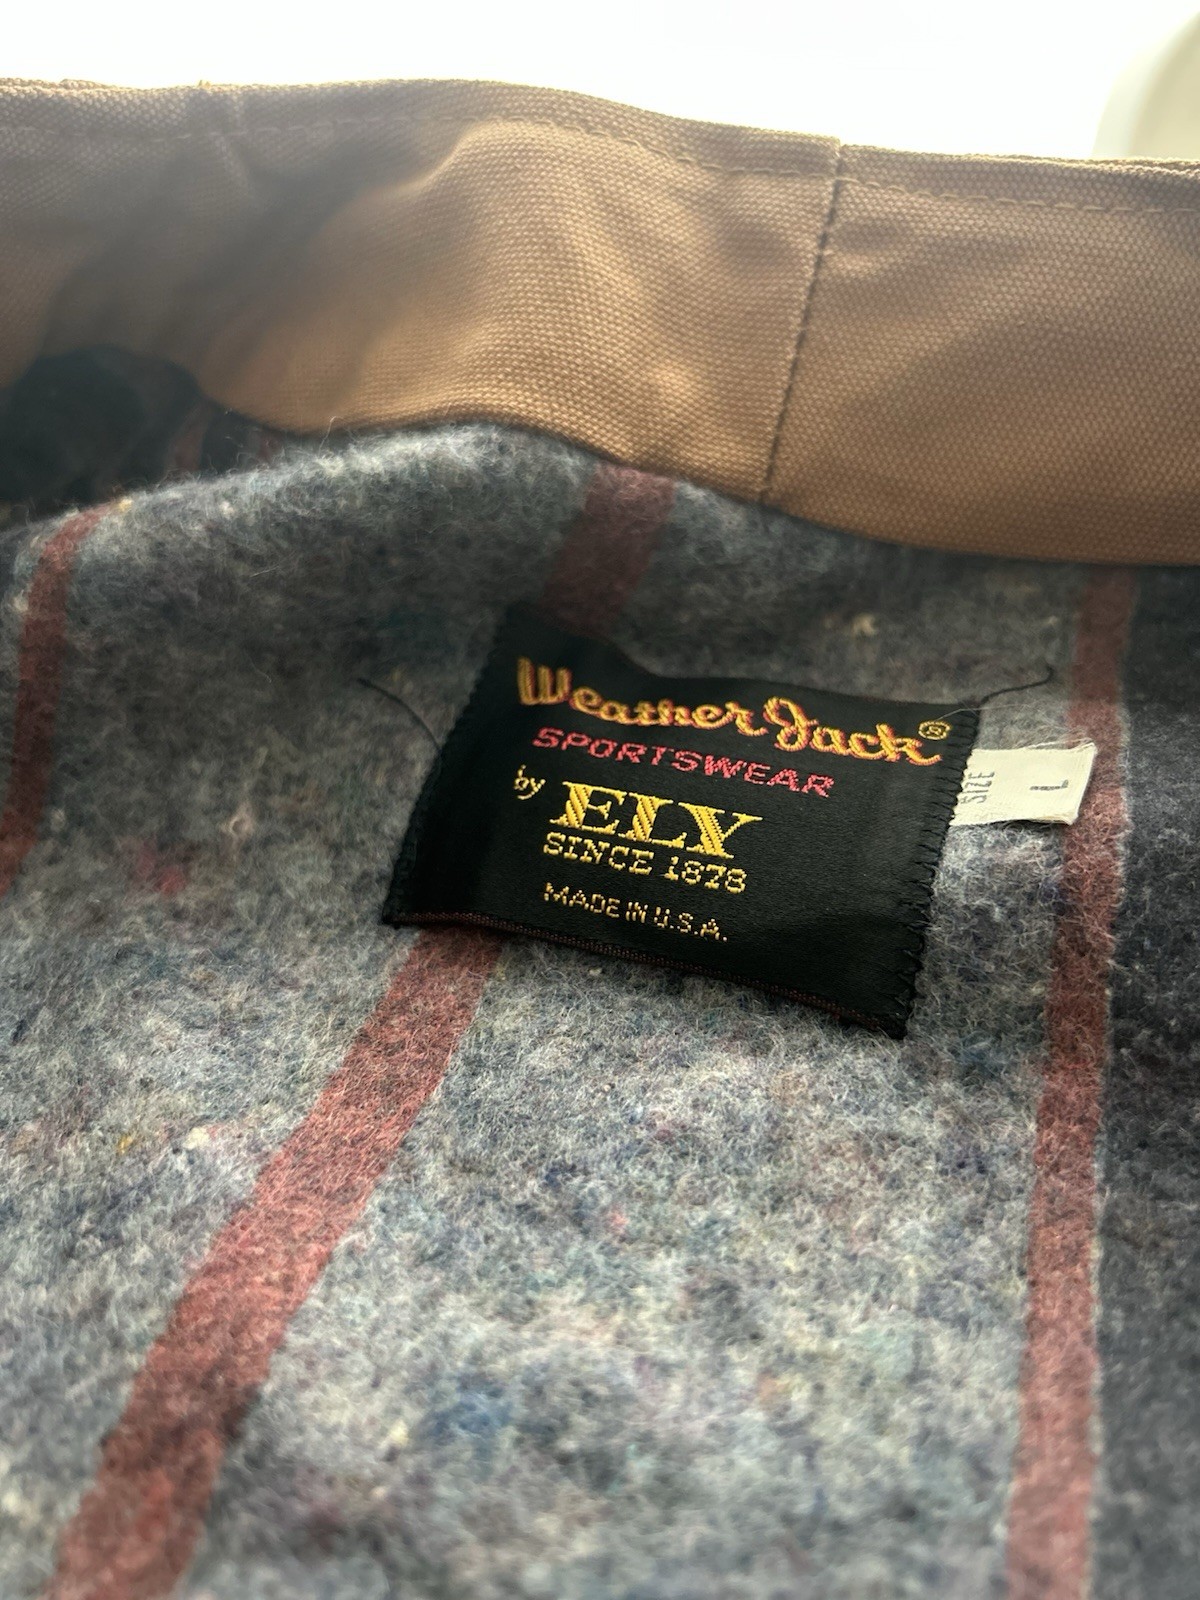 Weather Jack®
SPORTSWEAR
by ELY
SINCE 1878
MADE IN U.S.A.
SIZE
L